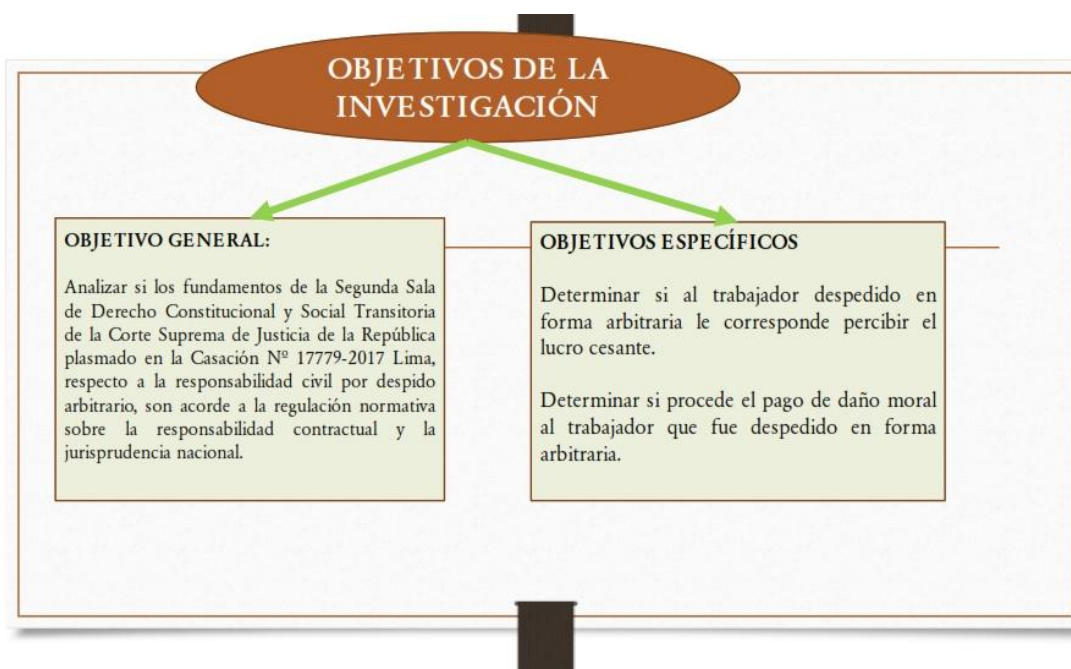 OBJETIVOS DE LA
INVESTIGACIÓN
OBJETIVO GENERAL:
Analizar si los fundamentos de la Segunda Sala
de Derecho Constitucional y Social Transitoria
de la Corte Suprema de Justicia de la República
plasmado en la Casación Nº 17779-2017 Lima,
respecto a la responsabilidad civil por despido
arbitrario, son acorde a la regulación normativa
sobre la responsabilidad contractual y la
jurisprudencia nacional.
OBJETIVOS ESPECÍFICOS
Determinar si al trabajador despedido en
forma arbitraria le corresponde percibir el
lucro cesante.
Determinar si procede el pago de daño moral
al trabajador que fue despedido en forma
arbitraria.